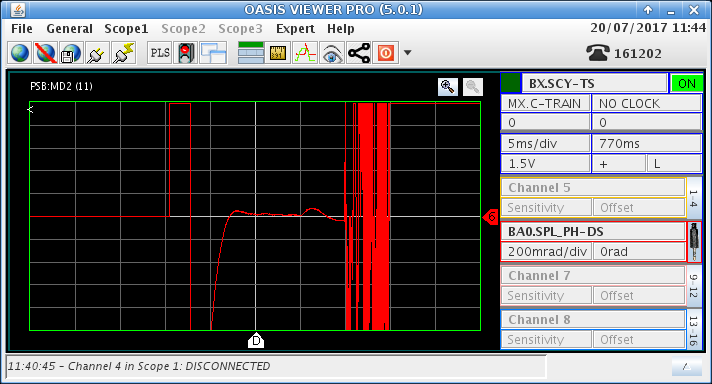 OASIS VIEWER PRO (5.0.1)
File General Scope1 Scope2 Scope3 Expert Help 20/07/2017 11:44
PLS 161202
PSB:MD2 (11)
BX.SCY-TS ON
MX.C-TRAIN NO CLOCK
0 0
5ms/div 770ms
1.5V + L
Channel 5
Sensitivity Offset
1-4
BA0.SPL_PH-DS
200mrad/div 0rad
Channel 7
Sensitivity Offset
9-12
Channel 8
Sensitivity Offset
13-16
D
11:40:45 - Channel 4 in Scope 1: DISCONNECTED